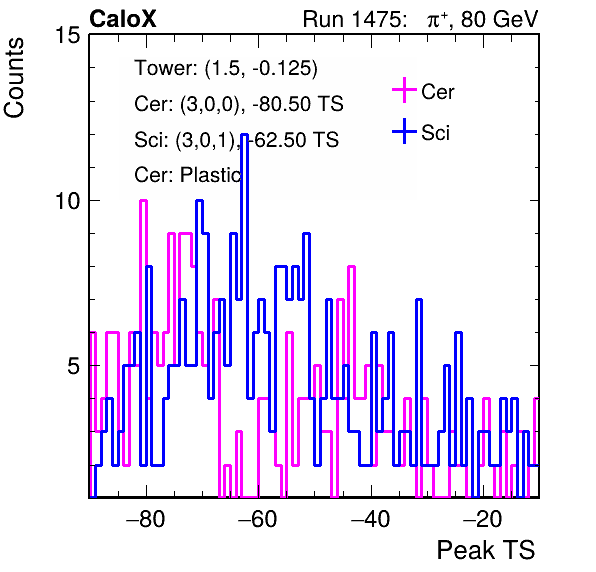 CaloX Run 1475: π⁺, 80 GeV
Counts
15
10
5
Tower: (1.5, -0.125)
Cer: (3,0,0), -80.50 TS
Sci: (3,0,1), -62.50 TS
Cer: Plastic
Cer
Sci
−80 −60 −40 −20
Peak TS